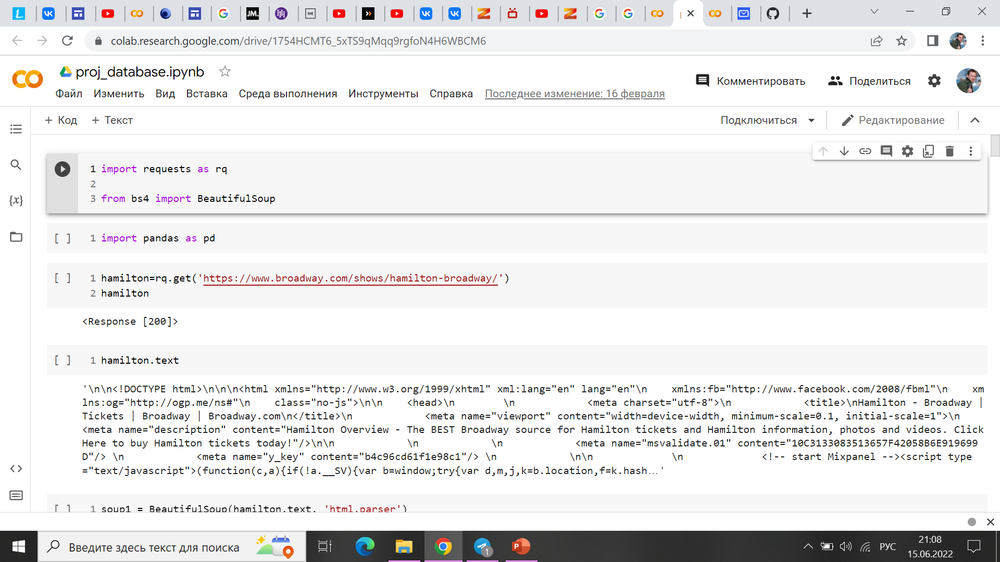 colab.research.google.com/drive/1754HCMT6_5xTS9qMqq9rgfoN4H6WBCM6
proj_database.ipynb
Комментировать
Поделиться
Файл Изменить Вид Вставка Среда выполнения Инструменты Справка Последнее изменение: 16 февраля
+ Код + Текст
Подключиться
Редактирование
1 import requests as rq
2
3 from bs4 import BeautifulSoup
[ ] 1 import pandas as pd
[ ] 1 hamilton=rq.get('https://www.broadway.com/shows/hamilton-broadway/')
2 hamilton
<Response [200]>
[ ] 1 hamilton.text
'\n\n<!DOCTYPE html>\n\n\n<html xmlns="http://www.w3.org/1999/xhtml" xml:lang="en" lang="en"\n    xmlns:fb="http://www.facebook.com/2008/fbml"\n    xm
lns:og="http://ogp.me/ns#"\n    class="no-js">\n\n    <head>\n        \n            <meta charset="utf-8">\n            <title>\nHamilton - Broadway |
Tickets | Broadway | Broadway.com\n</title>\n            <meta name="viewport" content="width=device-width, minimum-scale=0.1, initial-scale=1">\n
<meta name="description" content="Hamilton Overview - The BEST Broadway source for Hamilton tickets and Hamilton information, photos and videos. Click
Here to buy Hamilton tickets today!"/>\n\n            \n            \n            <meta name="msvalidate.01" content="10C3133083513657F42058B6E919699
D"/> \n            <meta name="y_key" content="b4c96cd61f1e98c1"/> \n            \n\n            \n            <!-- start Mixpanel --><script type
="text/javascript">(function(c,a){if(!a.__SV){var b=window;try{var d,m,j,k=b.location,f=k.hash…'
[ ] 1 soup1 = BeautifulSoup(hamilton.text, 'html.parser')
Введите здесь текст для поиска
1
РУС
21:08
15.06.2022